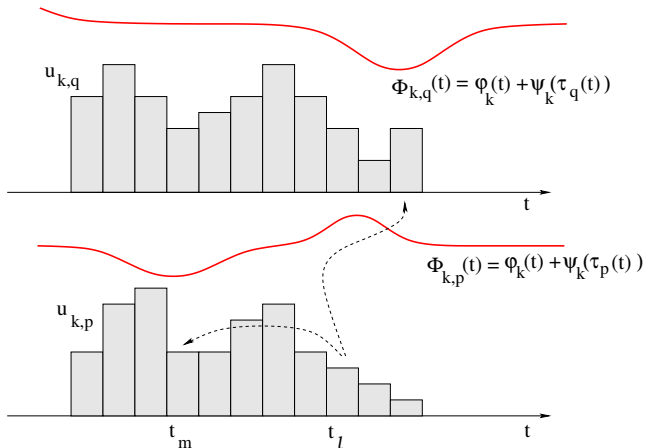 u_{k,q}
Φ_{k,q}(t) = φ_k(t) + ψ_k(τ_q(t))
t
Φ_{k,p}(t) = φ_k(t) + ψ_k(τ_p(t))
u_{k,p}
t_m
t_l
t